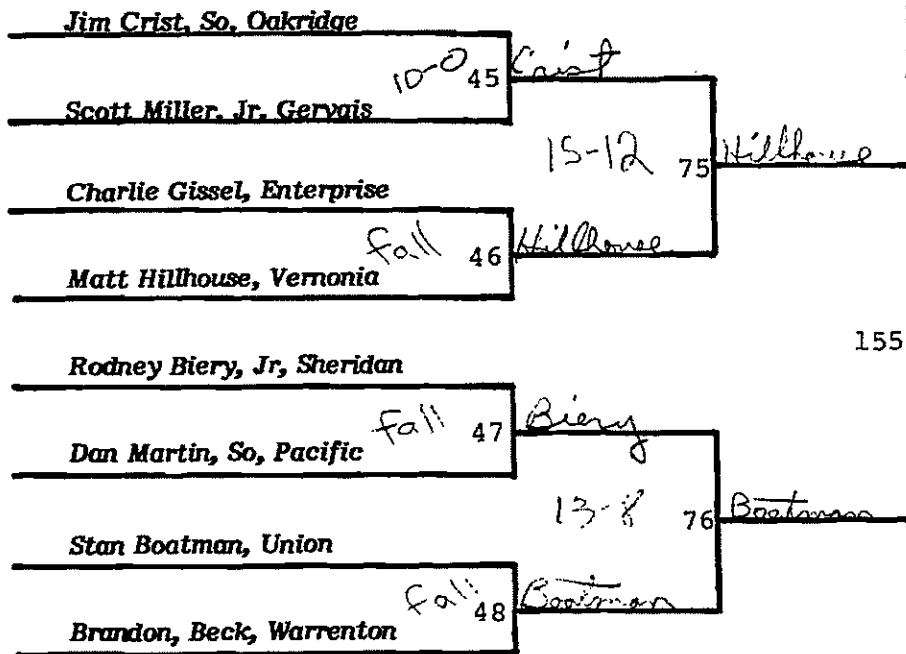 Jim Crist, So, Oakridge
10-0 45 Crist
Scott Miller. Jr. Gervais
15-12 75 Hillhouse
Charlie Gissel, Enterprise
fall 46 Hillhouse
Matt Hillhouse, Vernonia
155
Rodney Biery, Jr, Sheridan
fall 47 Biery
Dan Martin, So, Pacific
13-8 76 Boatman
Stan Boatman, Union
fall 48 Boatman
Brandon, Beck, Warrenton